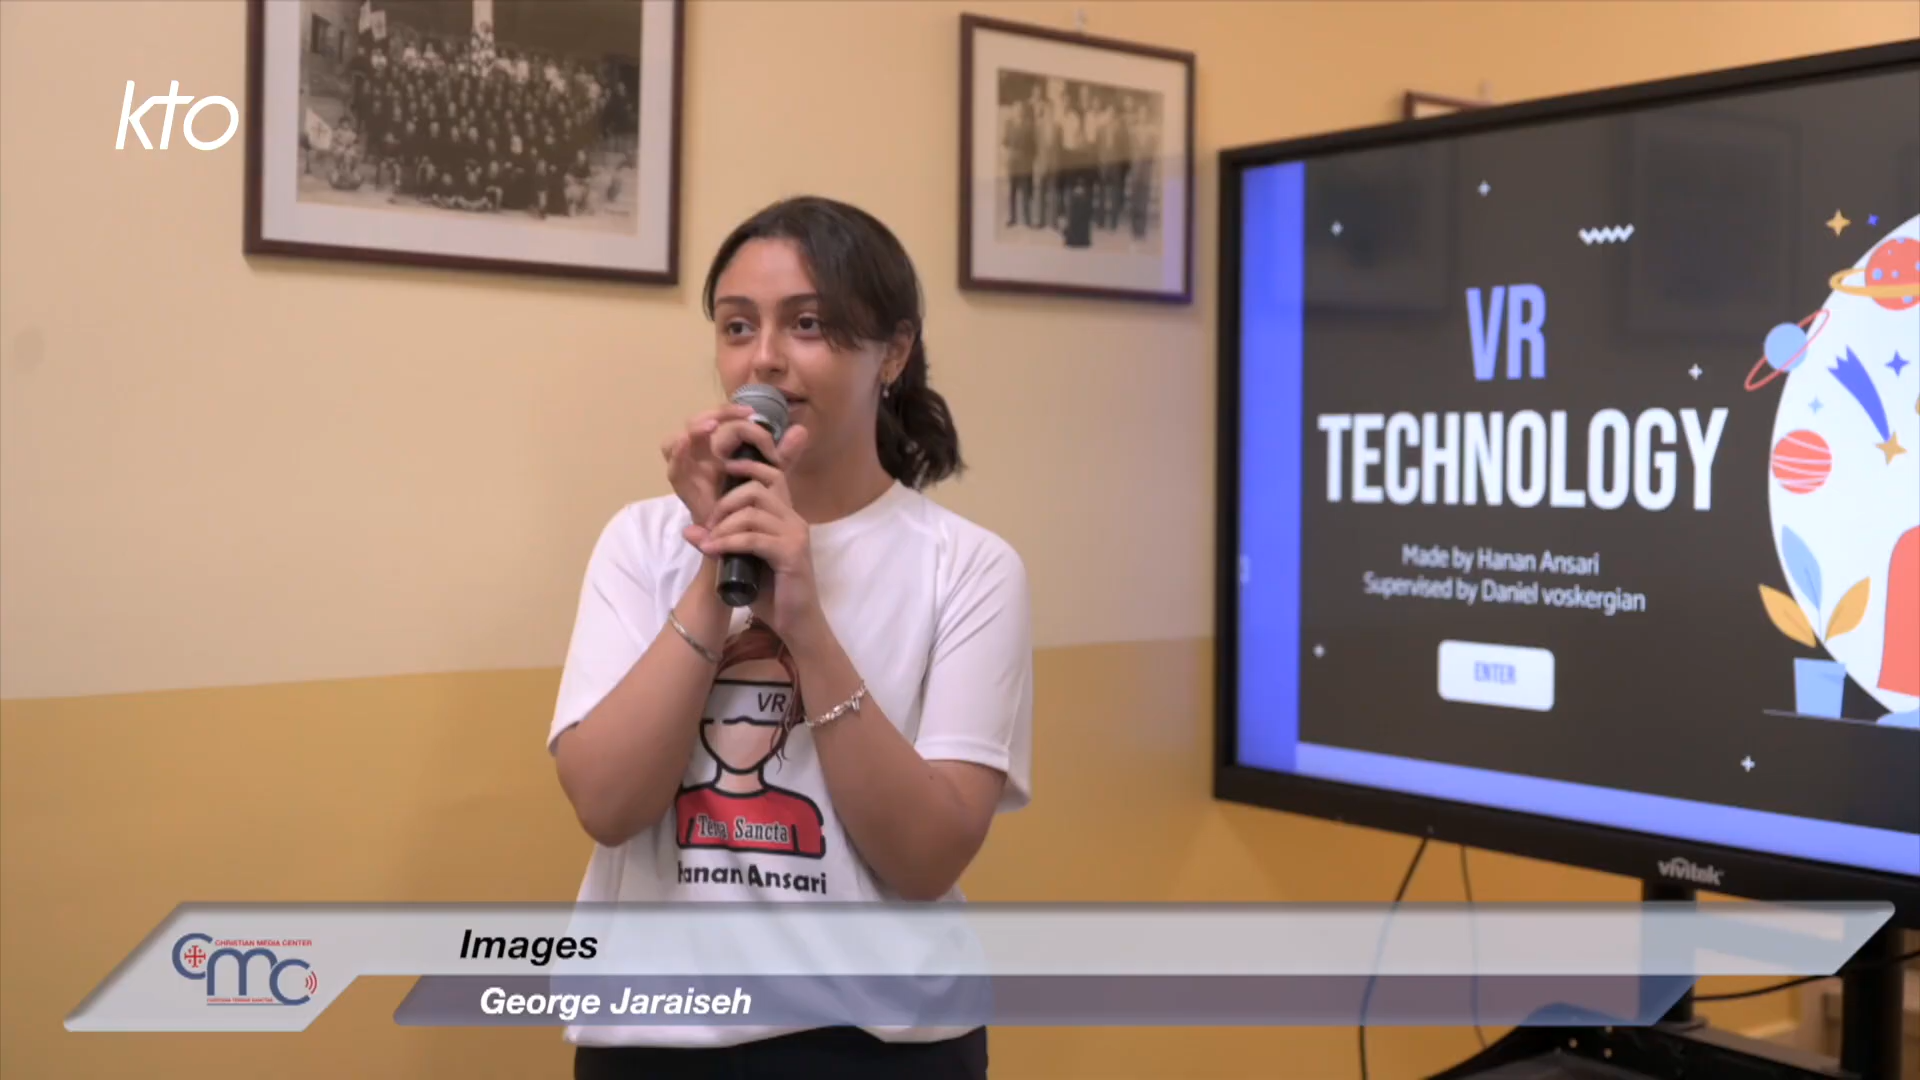 kto
VR
TECHNOLOGY
Made by Hanan Ansari
Supervised by Daniel voskergian
ENTER
vivitek
VR
Terra Sancta
Hanan Ansari
CHRISTIAN MEDIA CENTER
cmc
Images
George Jaraiseh